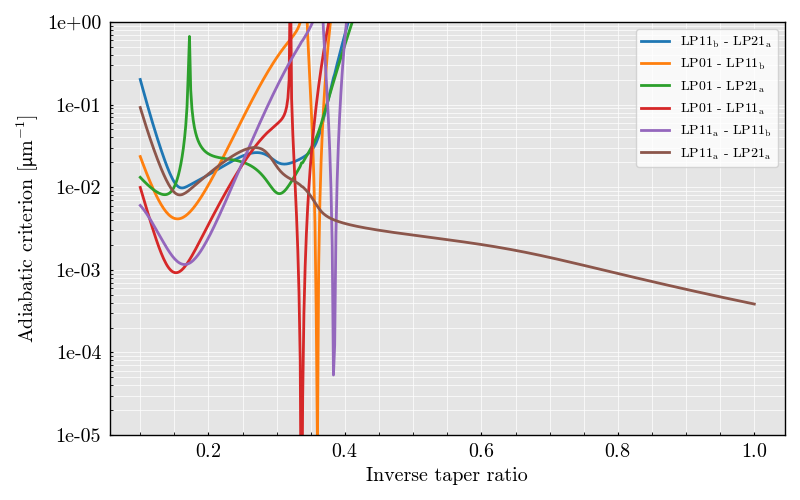 1e+00
1e-01
1e-02
1e-03
1e-04
1e-05
Adiabatic criterion [μm⁻¹]
0.2 0.4 0.6 0.8 1.0
Inverse taper ratio
LP11b - LP21a
LP01 - LP11b
LP01 - LP21a
LP01 - LP11a
LP11a - LP11b
LP11a - LP21a